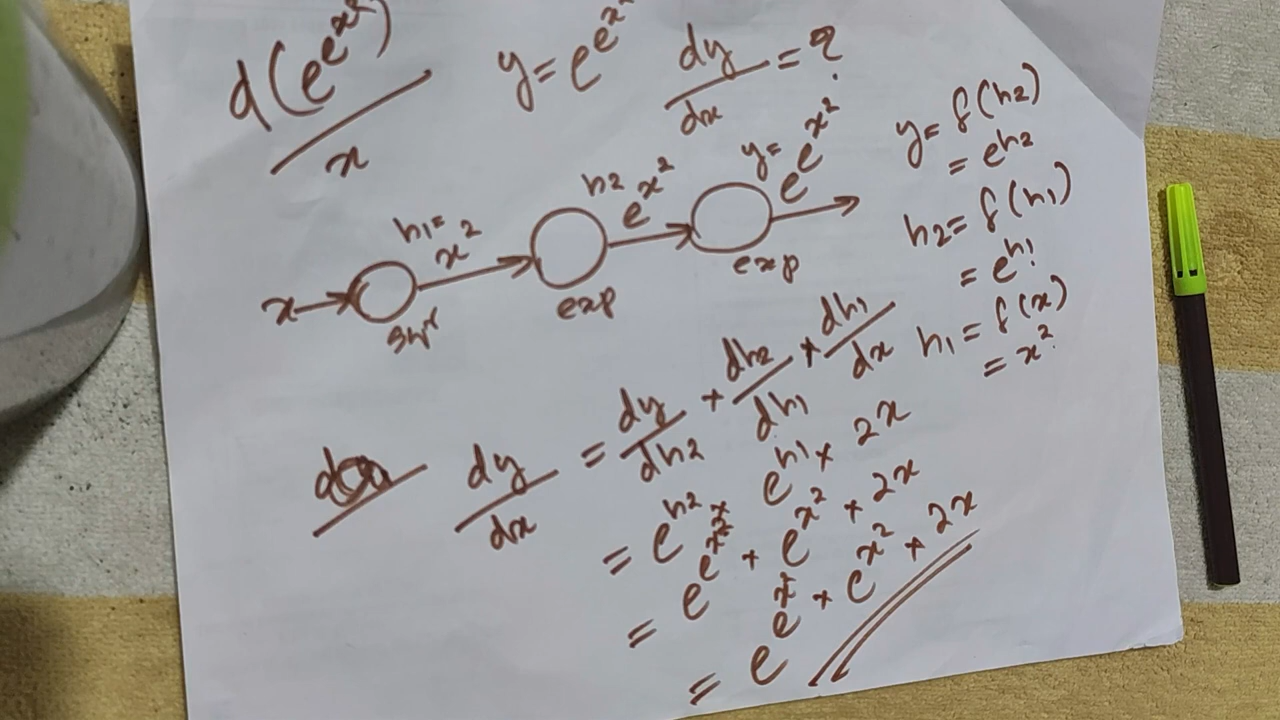 d(e^e^x²)/x y = e^e^x² dy/dx = ?
x → sqr h1 = x² → exp h2 e^x² → exp y = e^e^x² →
y = f(h2)
= e^h2
h2 = f(h1)
= e^h1
h1 = f(x)
= x²
dy/dx = dy/dh2 × dh2/dh1 × dh1/dx
= e^h2 × e^h1 × 2x
= e^e^x² × e^x² × 2x
= e^e^x² × e^x² × 2x